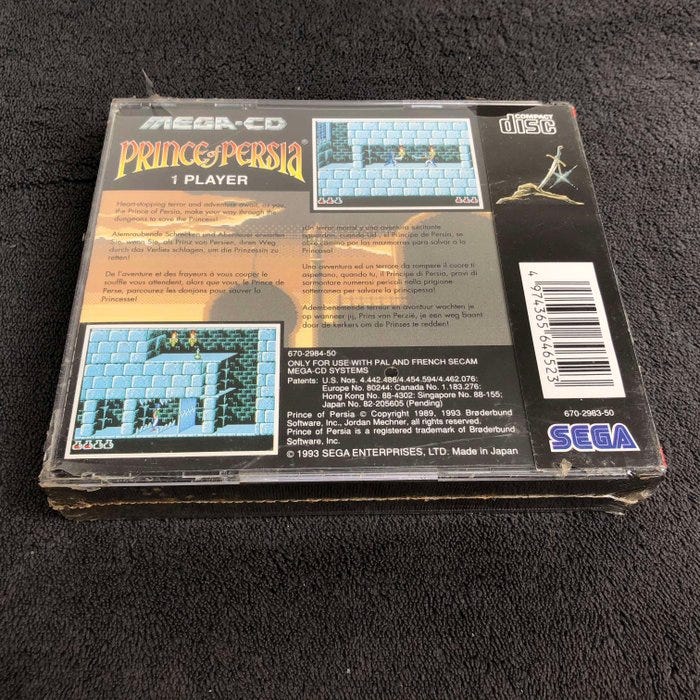 MEGA-CD
PRINCE of PERSIA®
1 PLAYER
COMPACT
disc
Heart-stopping terror and adventure await, as you,
the Prince of Persia, make your way through the
dungeons to save the Princess!
Atemraubende Schrecken und Abenteuer erwarten
Sie, wenn Sie, als Prinz von Persien, ihren Weg
durch das Verlies schlagen, um die Prinzessin zu
retten!
De l'aventure et des frayeurs à vous couper le
souffle vous attendent, alors que vous, le Prince de
Perse, parcourez les donjons pour sauver la
Princesse!
¡Un terror mortal y una aventura excitante
aguardan, cuando Ud., el Príncipe de Persia, se
abre camino por las mazmorras para salvar a la
Princesa!
Una avventura ed un terrore da rompere il cuore ti
aspettano, quando tu, il Principe di Persia, provi di
sormontare numerosi pericoli nella prigione
sotterranea per salvare la principessa!
Adembenemende terreur en avontuur wachten je
op wanneer jij, Prins van Perzië, je een weg baant
door de kerkers om de Prinses te redden!
670-2984-50
ONLY FOR USE WITH PAL AND FRENCH SECAM
MEGA-CD SYSTEMS
Patents: U.S. Nos. 4.442.486/4.454.594/4.462.076:
Europe No. 80244: Canada No. 1.183.276:
Hong Kong No. 88-4302: Singapore No. 88-155:
Japan No. 82-205605 (Pending)
Prince of Persia © Copyright 1989, 1993 Brøderbund
Software, Inc., Jordan Mechner, all rights reserved.
Prince of Persia is a registered trademark of Brøderbund
Software, Inc.
© 1993 SEGA ENTERPRISES, LTD. Made in Japan
4 974365 646523
670-2983-50
SEGA